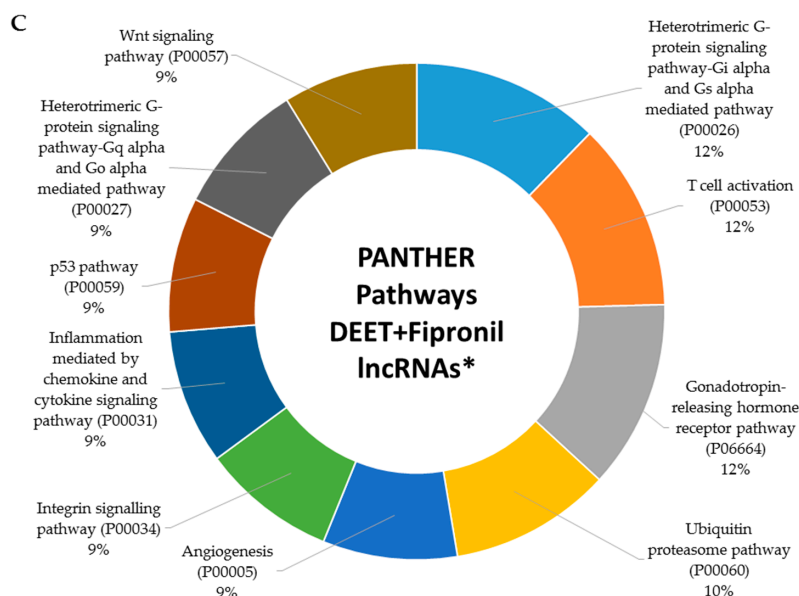 C
Wnt signaling
pathway (P00057)
9%
Heterotrimeric G-
protein signaling
pathway-Gi alpha
and Gs alpha
mediated pathway
(P00026)
12%
Heterotrimeric G-
protein signaling
pathway-Gq alpha
and Go alpha
mediated pathway
(P00027)
9%
T cell activation
(P00053)
12%
p53 pathway
(P00059)
9%
PANTHER
Pathways
DEET+Fipronil
lncRNAs*
Inflammation
mediated by
chemokine and
cytokine signaling
pathway (P00031)
9%
Gonadotropin-
releasing hormone
receptor pathway
(P06664)
12%
Integrin signalling
pathway (P00034)
9%
Angiogenesis
(P00005)
9%
Ubiquitin
proteasome pathway
(P00060)
10%